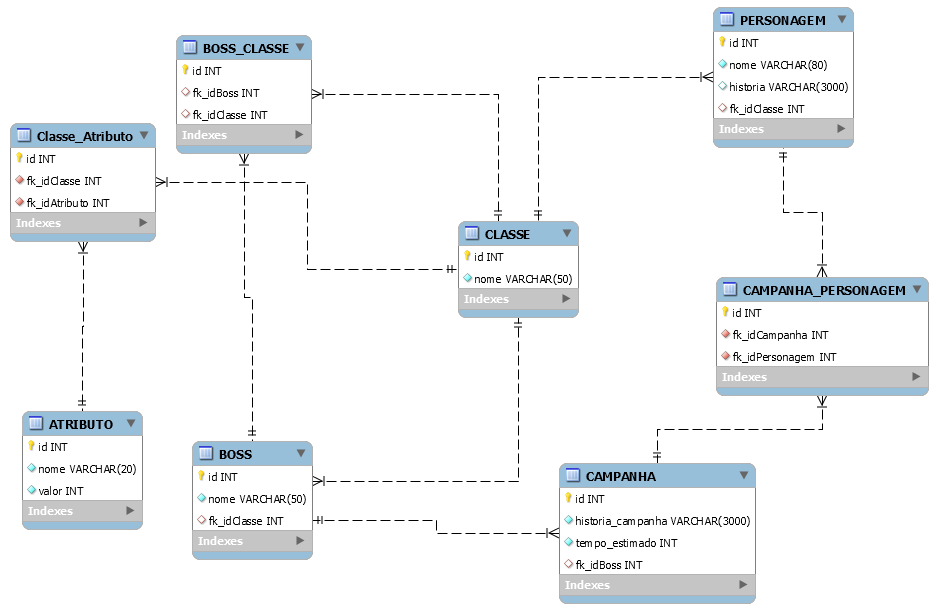 PERSONAGEM
id INT
nome VARCHAR(80)
historia VARCHAR(3000)
fk_idClasse INT
Indexes
BOSS_CLASSE
id INT
fk_idBoss INT
fk_idClasse INT
Indexes
Classe_Atributo
id INT
fk_idClasse INT
fk_idAtributo INT
Indexes
CLASSE
id INT
nome VARCHAR(50)
Indexes
CAMPANHA_PERSONAGEM
id INT
fk_idCampanha INT
fk_idPersonagem INT
Indexes
ATRIBUTO
id INT
nome VARCHAR(20)
valor INT
Indexes
BOSS
id INT
nome VARCHAR(50)
fk_idClasse INT
Indexes
CAMPANHA
id INT
historia_campanha VARCHAR(3000)
tempo_estimado INT
fk_idBoss INT
Indexes